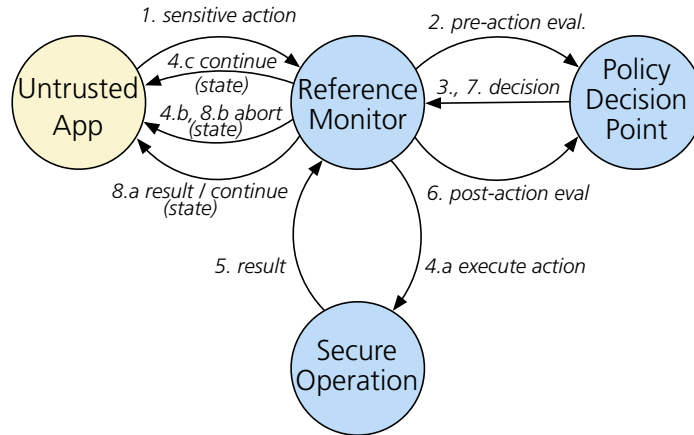 1. sensitive action
2. pre-action eval.
4.c continue
(state)
Untrusted
App
Reference
Monitor
3., 7. decision
Policy
Decision
Point
4.b, 8.b abort
(state)
8.a result / continue
(state)
6. post-action eval
5. result
4.a execute action
Secure
Operation